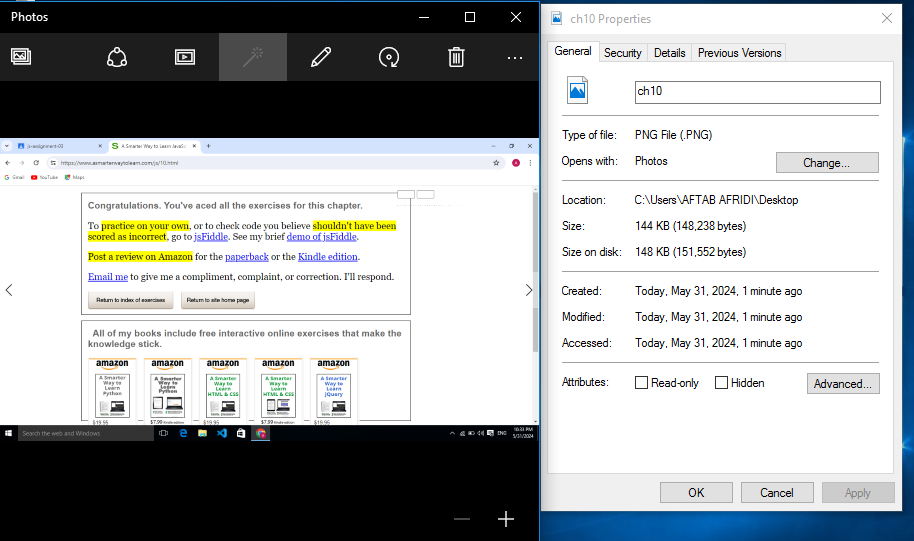 Photos
js-assignment-03
A Smarter Way to Learn JavaSc
https://www.asmarterwaytolearn.com/js/10.html
Gmail YouTube Maps
Congratulations. You've aced all the exercises for this chapter.
To practice on your own, or to check code you believe shouldn't have been
scored as incorrect, go to jsFiddle. See my brief demo of jsFiddle.
Post a review on Amazon for the paperback or the Kindle edition.
Email me to give me a compliment, complaint, or correction. I'll respond.
Return to index of exercises Return to site home page
All of my books include free interactive online exercises that make the
knowledge stick.
amazon amazon amazon amazon amazon
A Smarter Way to Learn Python
A Smarter Way to Learn Python
A Smarter Way to Learn HTML & CSS
A Smarter Way to Learn HTML & CSS
A Smarter Way to Learn jQuery
$19.95 $7.99 Kindle edition $19.95 $7.99 Kindle edition $19.95
Search the web and Windows
ENG
10:33 PM
5/31/2024
ch10 Properties
General Security Details Previous Versions
ch10
Type of file: PNG File (.PNG)
Opens with: Photos Change...
Location: C:\Users\AFTAB AFRIDI\Desktop
Size: 144 KB (148,238 bytes)
Size on disk: 148 KB (151,552 bytes)
Created: Today, May 31, 2024, 1 minute ago
Modified: Today, May 31, 2024, 1 minute ago
Accessed: Today, May 31, 2024, 1 minute ago
Attributes: Read-only Hidden Advanced...
OK Cancel Apply